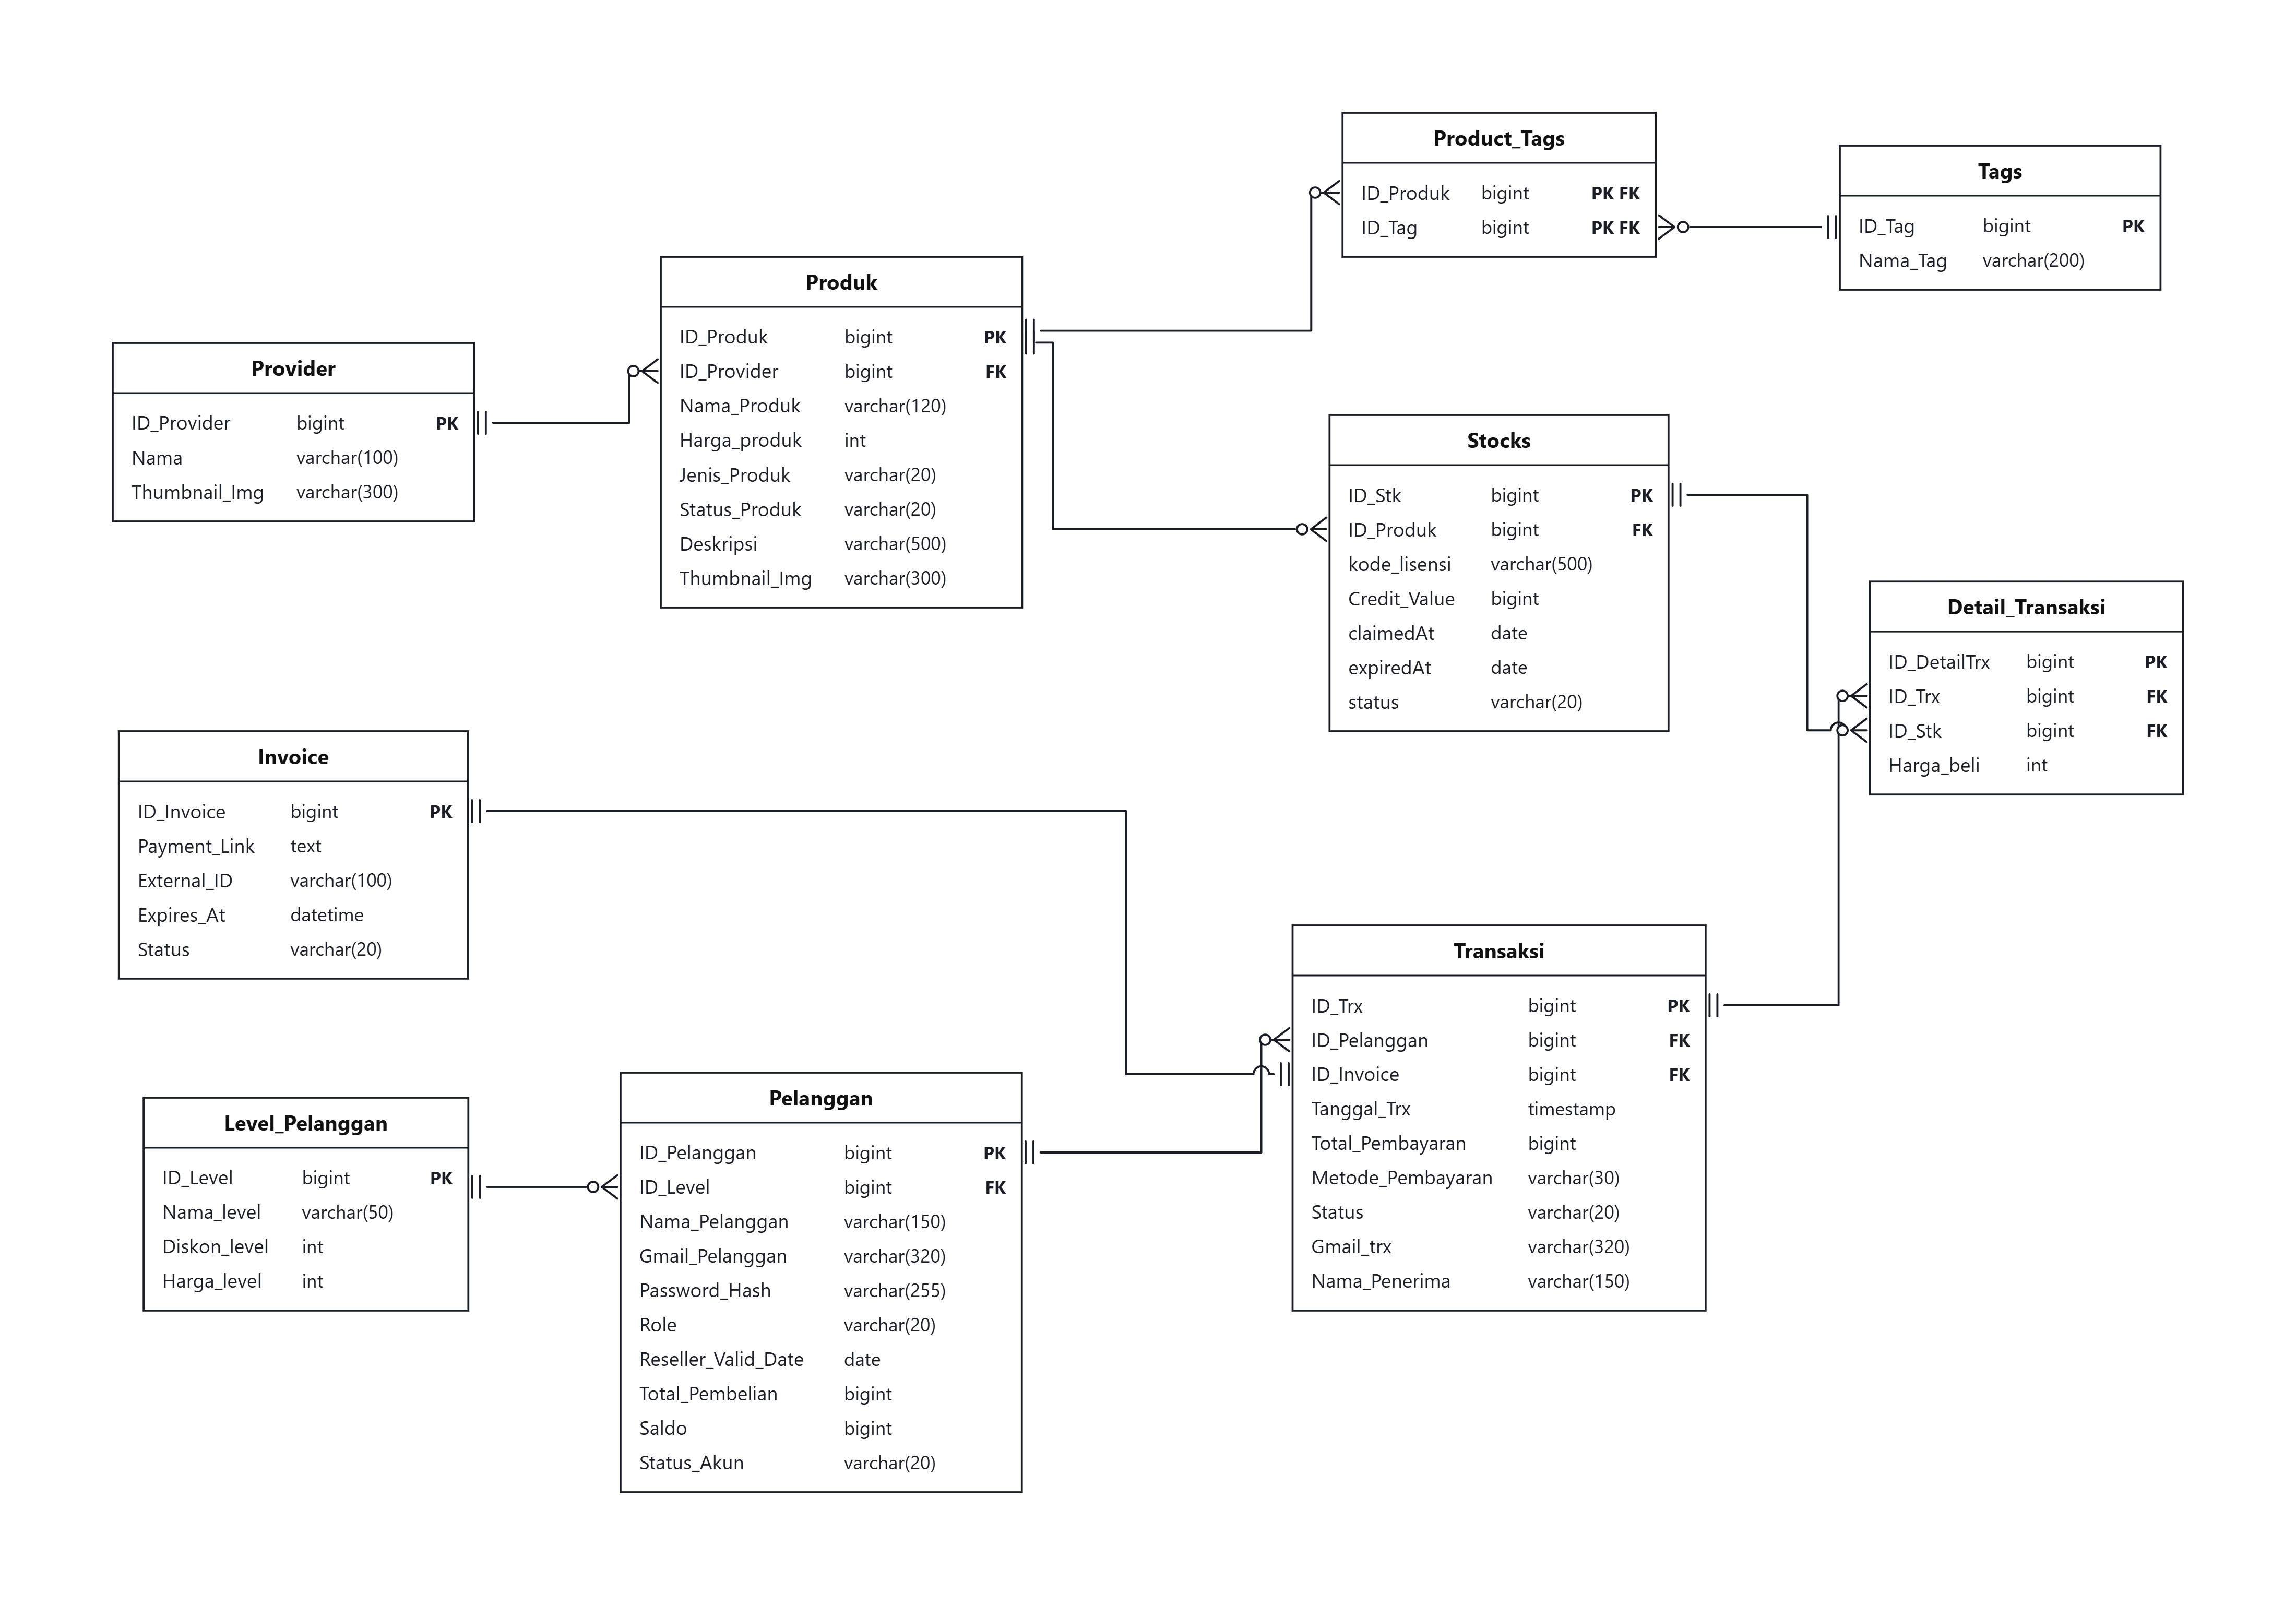 Product_Tags
ID_Produk bigint PK FK
ID_Tag bigint PK FK
Tags
ID_Tag bigint PK
Nama_Tag varchar(200)
Produk
ID_Produk bigint PK
ID_Provider bigint FK
Nama_Produk varchar(120)
Harga_produk int
Jenis_Produk varchar(20)
Status_Produk varchar(20)
Deskripsi varchar(500)
Thumbnail_Img varchar(300)
Provider
ID_Provider bigint PK
Nama varchar(100)
Thumbnail_Img varchar(300)
Stocks
ID_Stk bigint PK
ID_Produk bigint FK
kode_lisensi varchar(500)
Credit_Value bigint
claimedAt date
expiredAt date
status varchar(20)
Detail_Transaksi
ID_DetailTrx bigint PK
ID_Trx bigint FK
ID_Stk bigint FK
Harga_beli int
Invoice
ID_Invoice bigint PK
Payment_Link text
External_ID varchar(100)
Expires_At datetime
Status varchar(20)
Transaksi
ID_Trx bigint PK
ID_Pelanggan bigint FK
ID_Invoice bigint FK
Tanggal_Trx timestamp
Total_Pembayaran bigint
Metode_Pembayaran varchar(30)
Status varchar(20)
Gmail_trx varchar(320)
Nama_Penerima varchar(150)
Level_Pelanggan
ID_Level bigint PK
Nama_level varchar(50)
Diskon_level int
Harga_level int
Pelanggan
ID_Pelanggan bigint PK
ID_Level bigint FK
Nama_Pelanggan varchar(150)
Gmail_Pelanggan varchar(320)
Password_Hash varchar(255)
Role varchar(20)
Reseller_Valid_Date date
Total_Pembelian bigint
Saldo bigint
Status_Akun varchar(20)